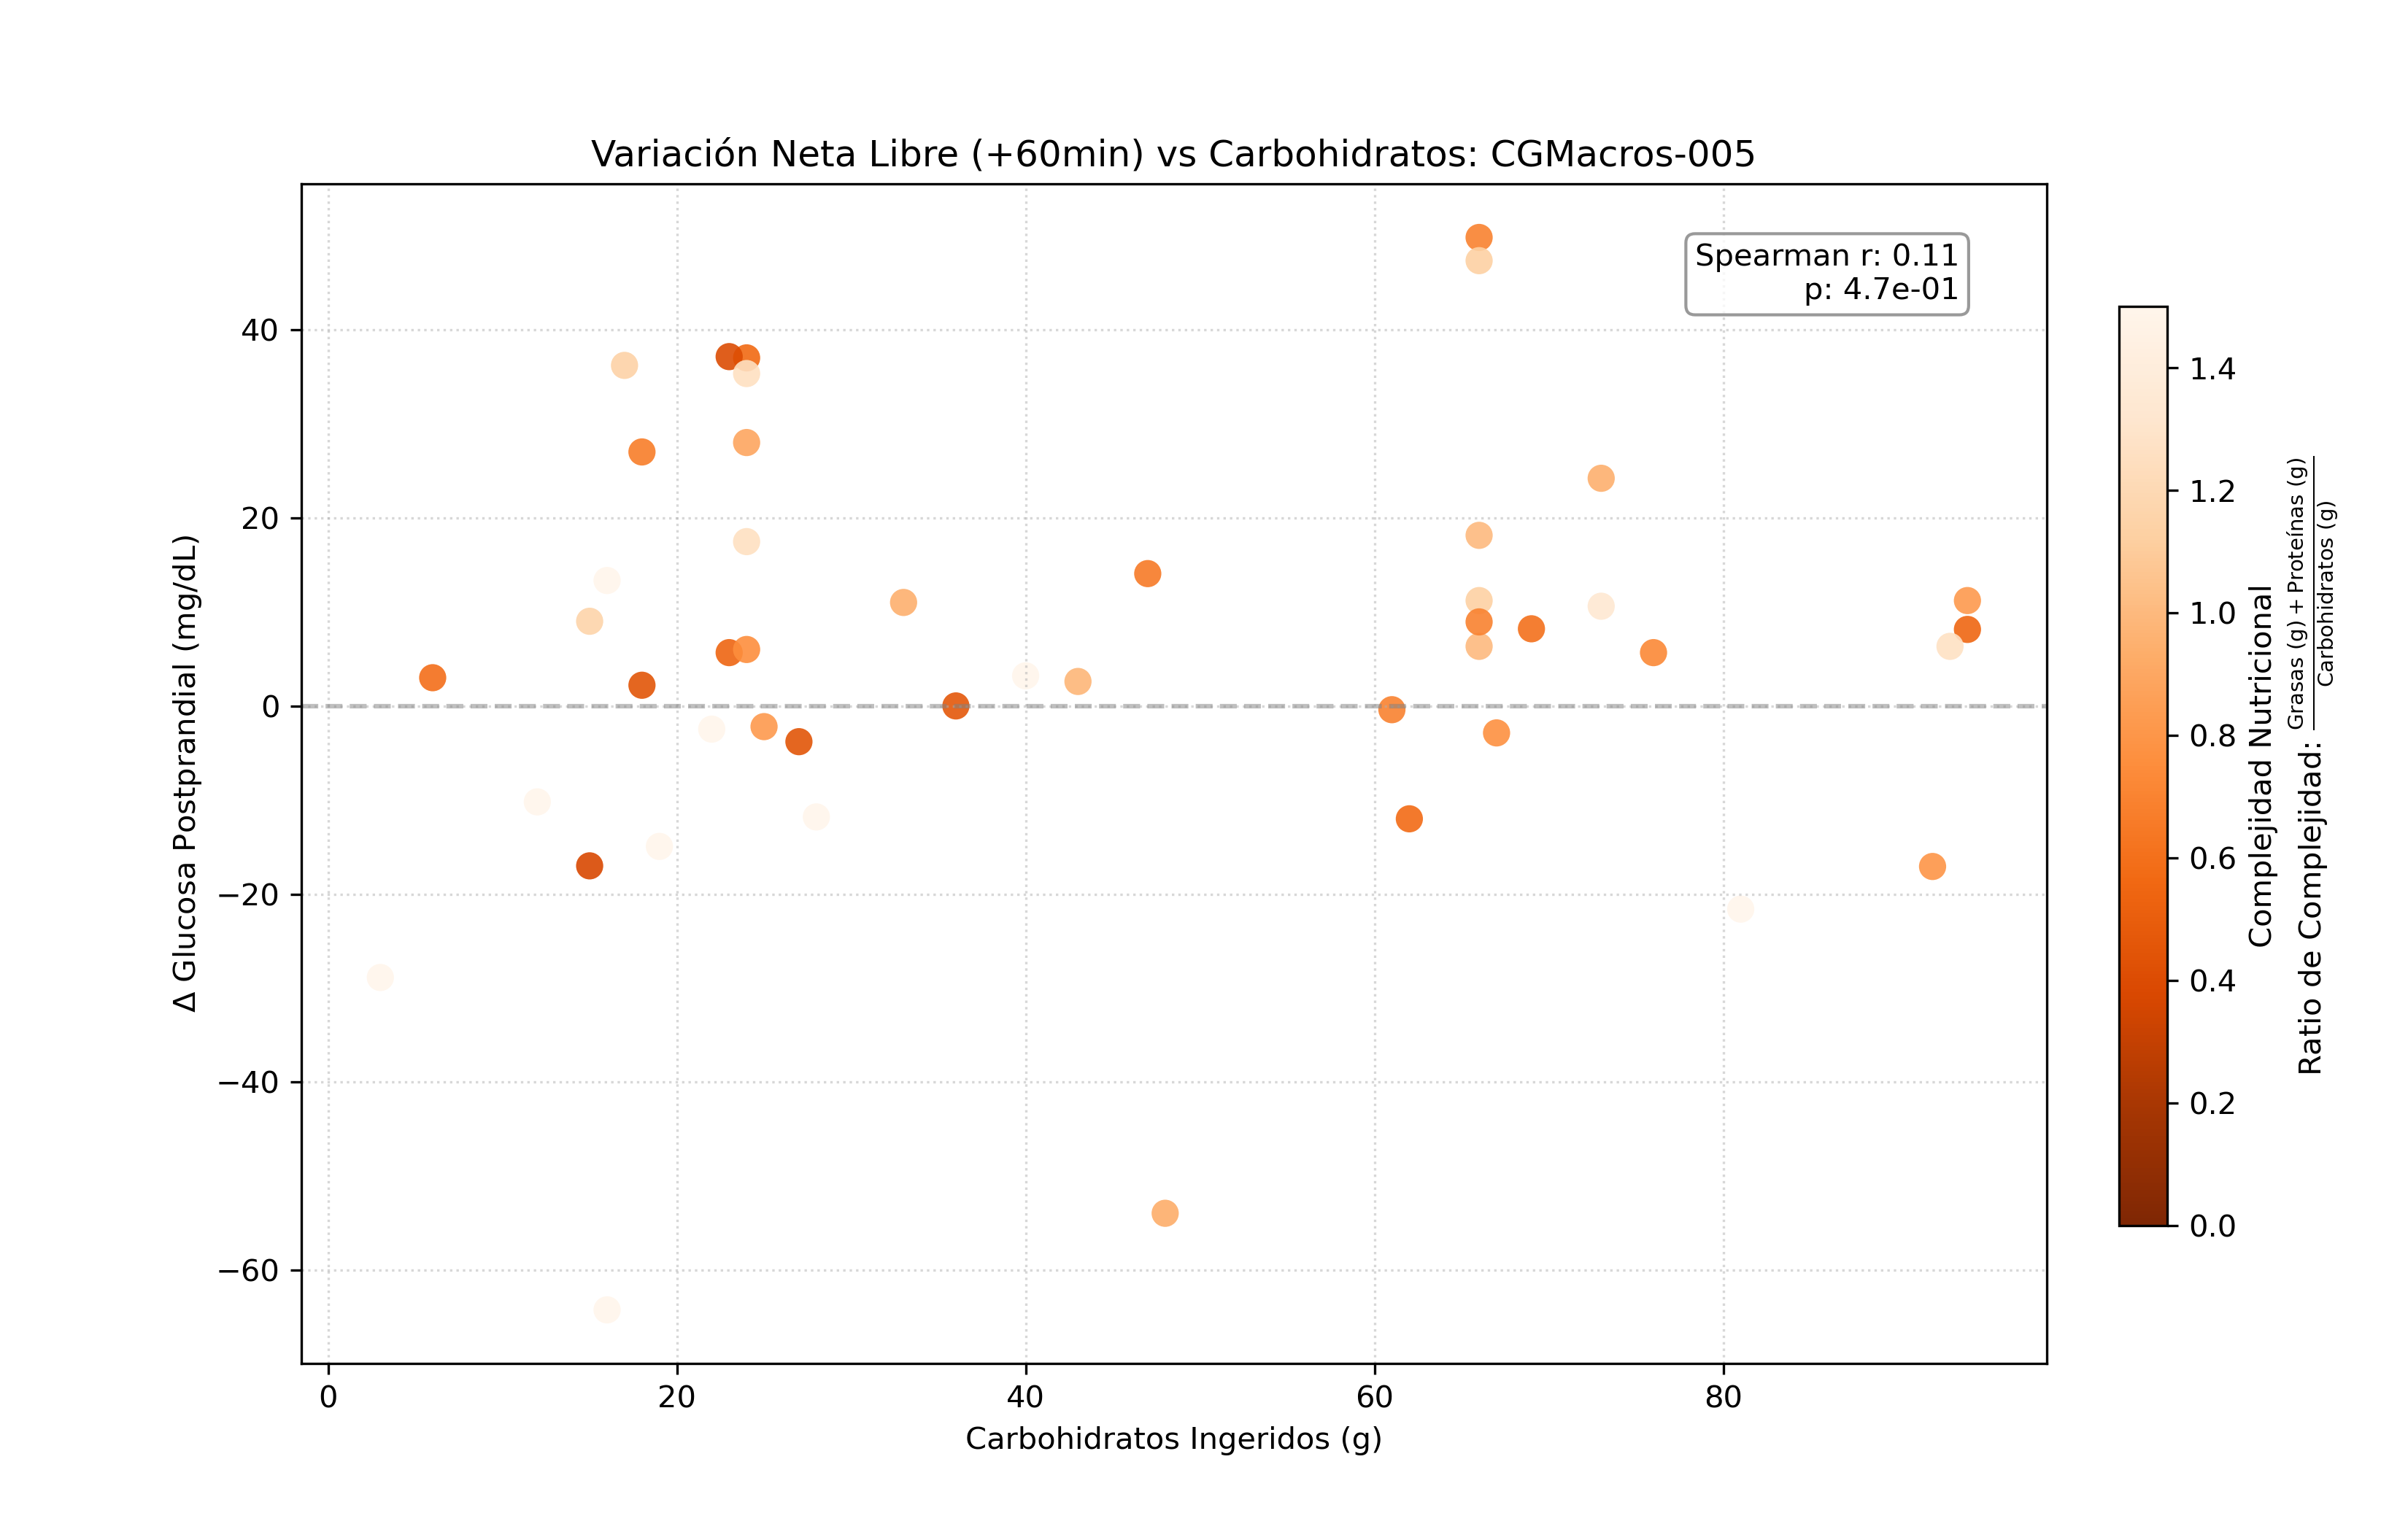 Variación Neta Libre (+60min) vs Carbohidratos: CGMacros-005
Spearman r: 0.11
p: 4.7e-01
Δ Glucosa Postprandial (mg/dL)
40
20
0
−20
−40
−60
0
20
40
60
80
Carbohidratos Ingeridos (g)
1.4
1.2
1.0
0.8
0.6
0.4
0.2
0.0
Complejidad Nutricional
Ratio de Complejidad:
Grasas (g) + Proteínas (g)
Carbohidratos (g)